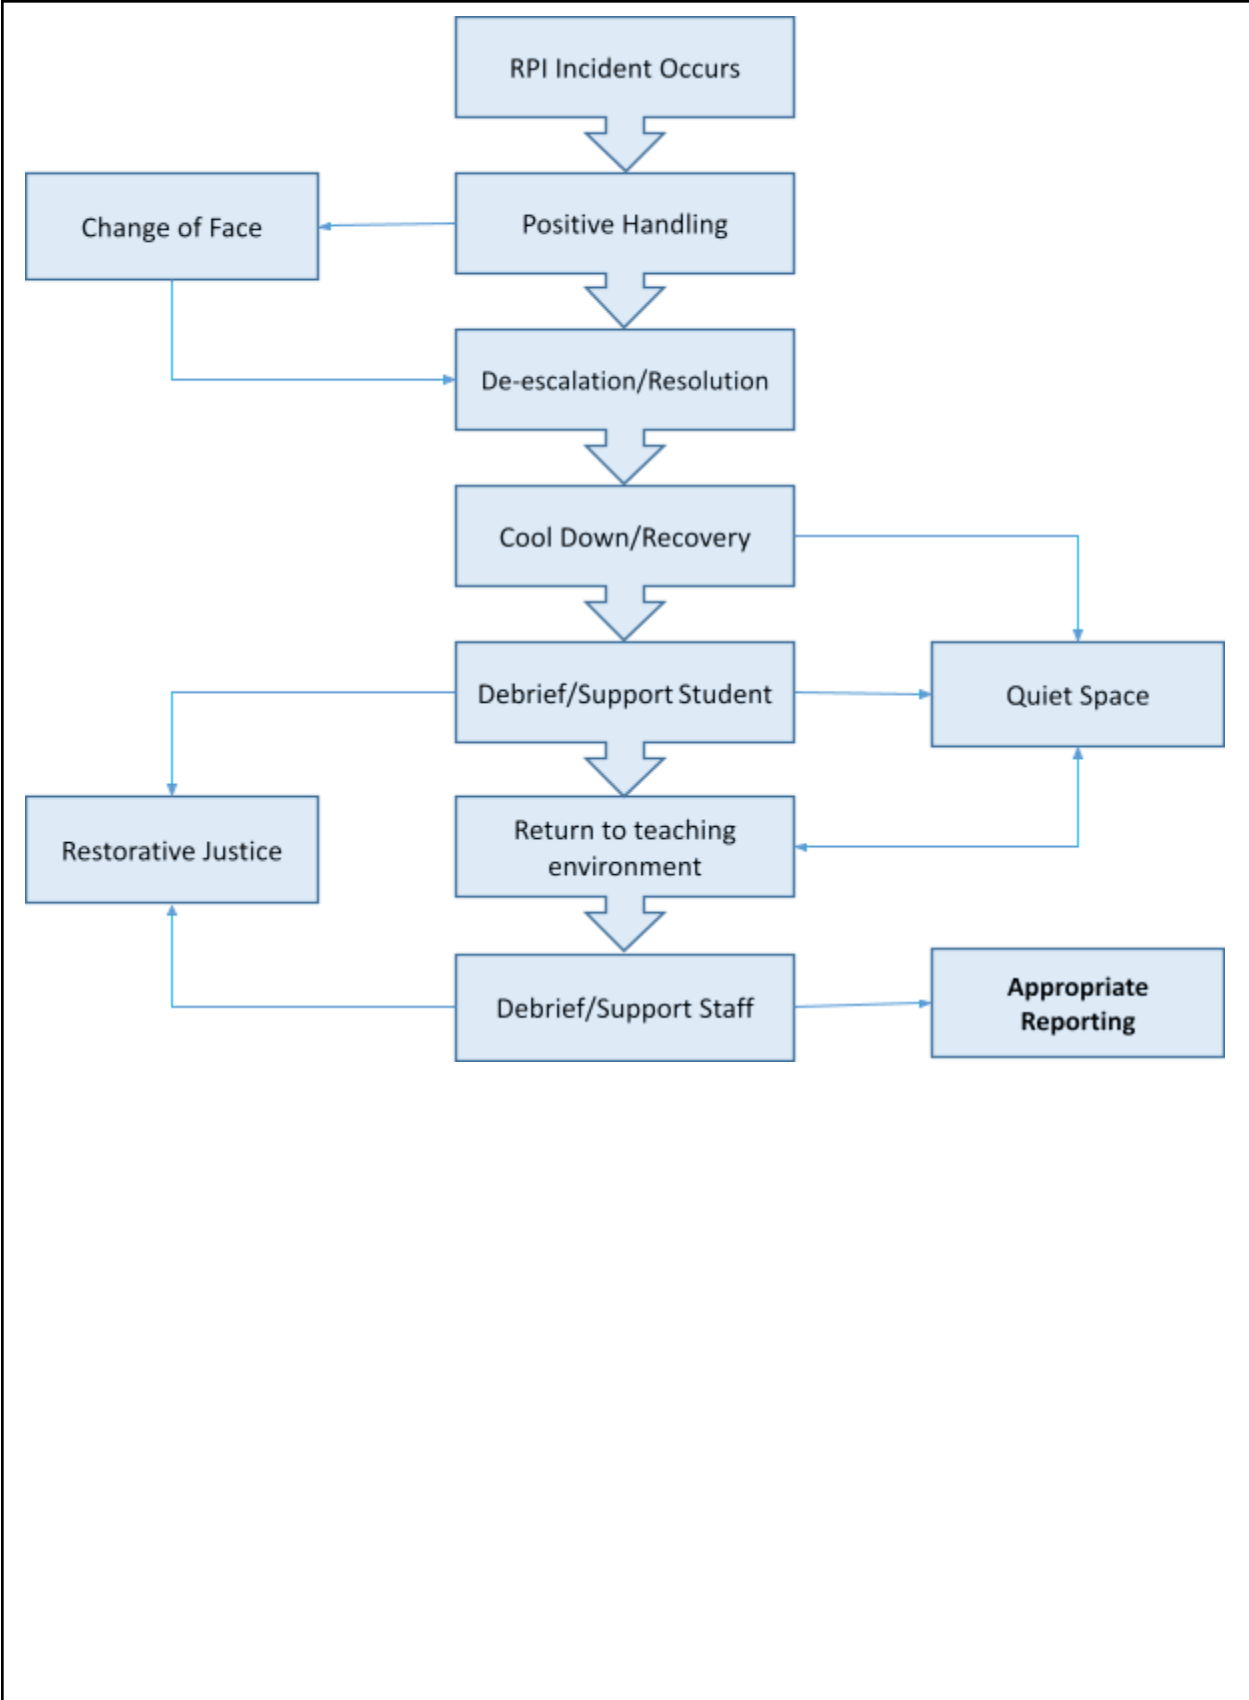 RPI Incident Occurs
Change of Face
Positive Handling
De-escalation/Resolution
Cool Down/Recovery
Debrief/Support Student
Quiet Space
Restorative Justice
Return to teaching
environment
Debrief/Support Staff
Appropriate
Reporting